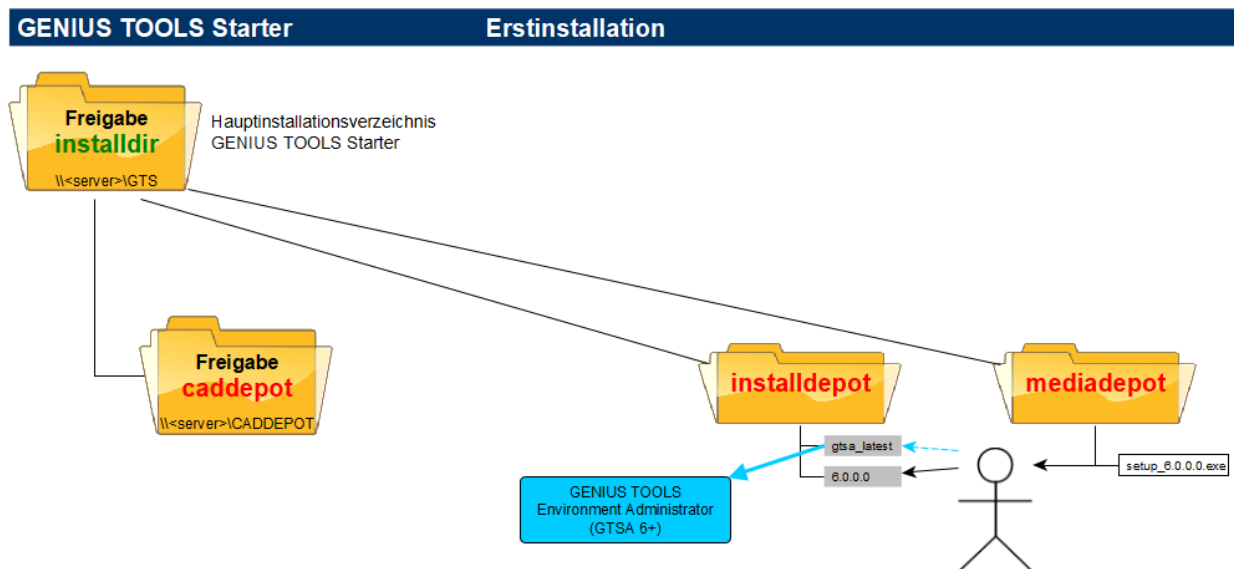 GENIUS TOOLS Starter Erstinstallation
Freigabe
installdir
\\<server>\GTS
Hauptinstallationsverzeichnis
GENIUS TOOLS Starter
Freigabe
caddepot
\\<server>\CADDEPOT
installdepot
mediadepot
gtsa_latest
6.0.0.0
setup_6.0.0.0.exe
GENIUS TOOLS
Environment Administrator
(GTSA 6+)